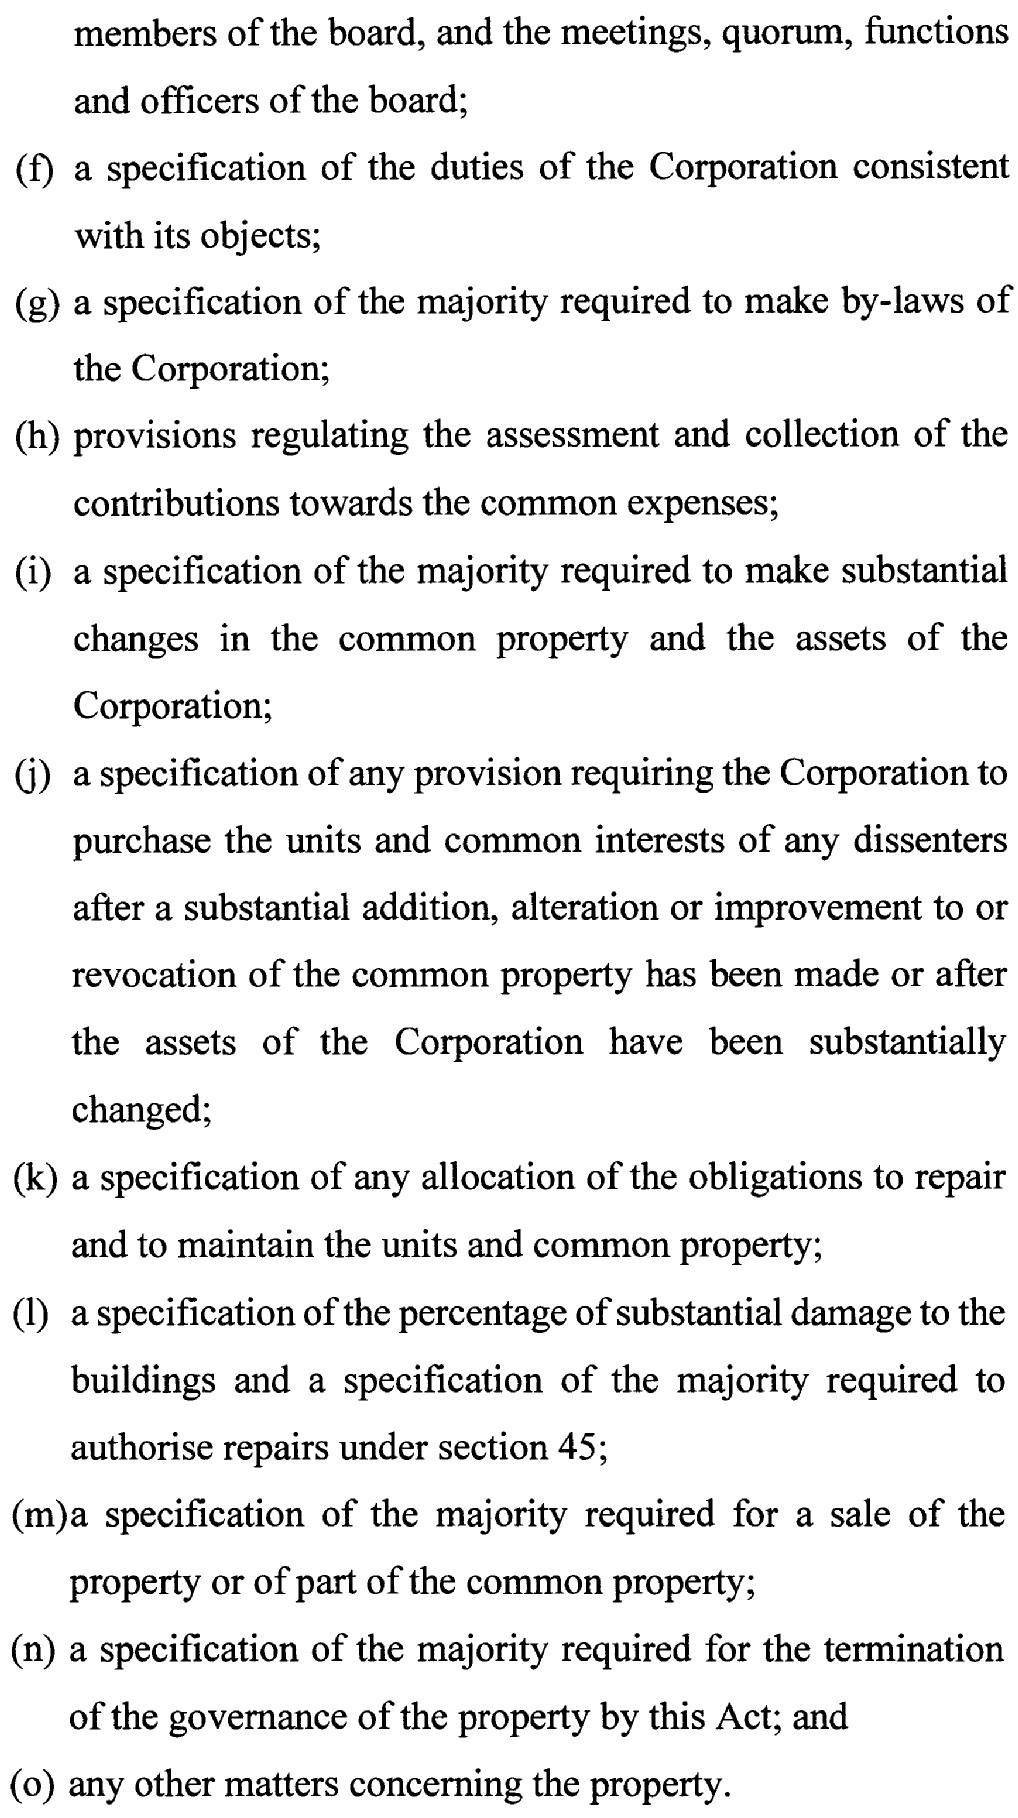 members of the board, and the meetings, quorum, functions
and officers of the board;
(f) a specification of the duties of the Corporation consistent
with its objects;
(g) a specification of the majority required to make by-laws of
the Corporation;
(h) provisions regulating the assessment and collection of the
contributions towards the common expenses;
(i) a specification of the majority required to make substantial
changes in the common property and the assets of the
Corporation;
(j) a specification of any provision requiring the Corporation to
purchase the units and common interests of any dissenters
after a substantial addition, alteration or improvement to or
revocation of the common property has been made or after
the assets of the Corporation have been substantially
changed;
(k) a specification of any allocation of the obligations to repair
and to maintain the units and common property;
(l) a specification of the percentage of substantial damage to the
buildings and a specification of the majority required to
authorise repairs under section 45;
(m)a specification of the majority required for a sale of the
property or of part of the common property;
(n) a specification of the majority required for the termination
of the governance of the property by this Act; and
(o) any other matters concerning the property.